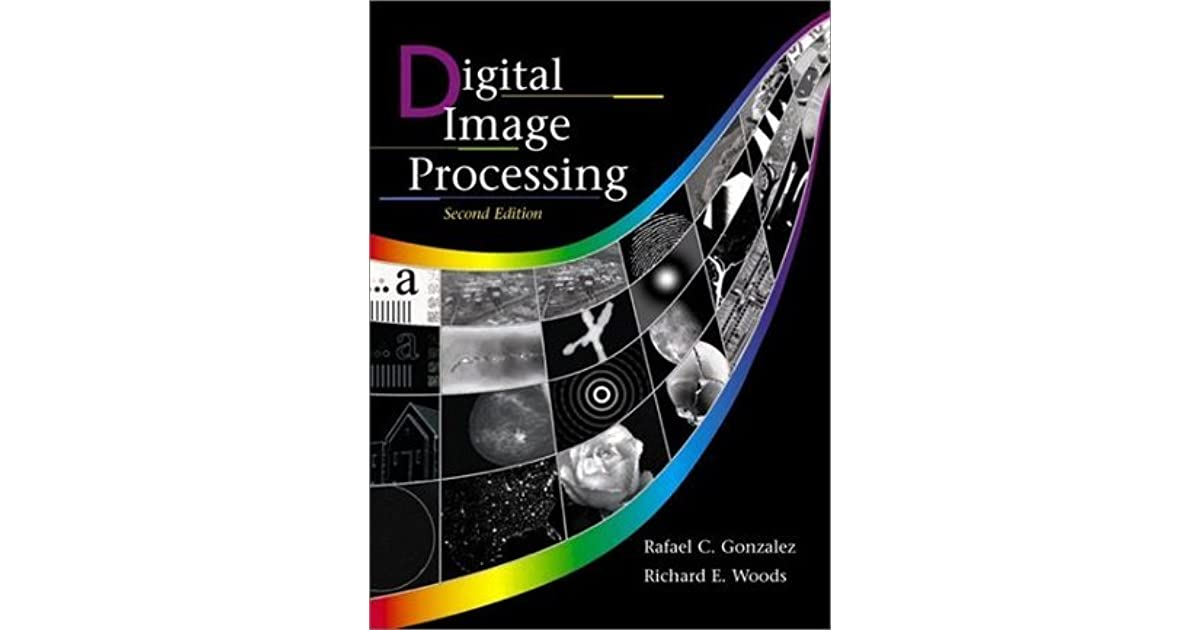 Digital
Image
Processing
Second Edition
...a
...a
Rafael C. Gonzalez
Richard E. Woods